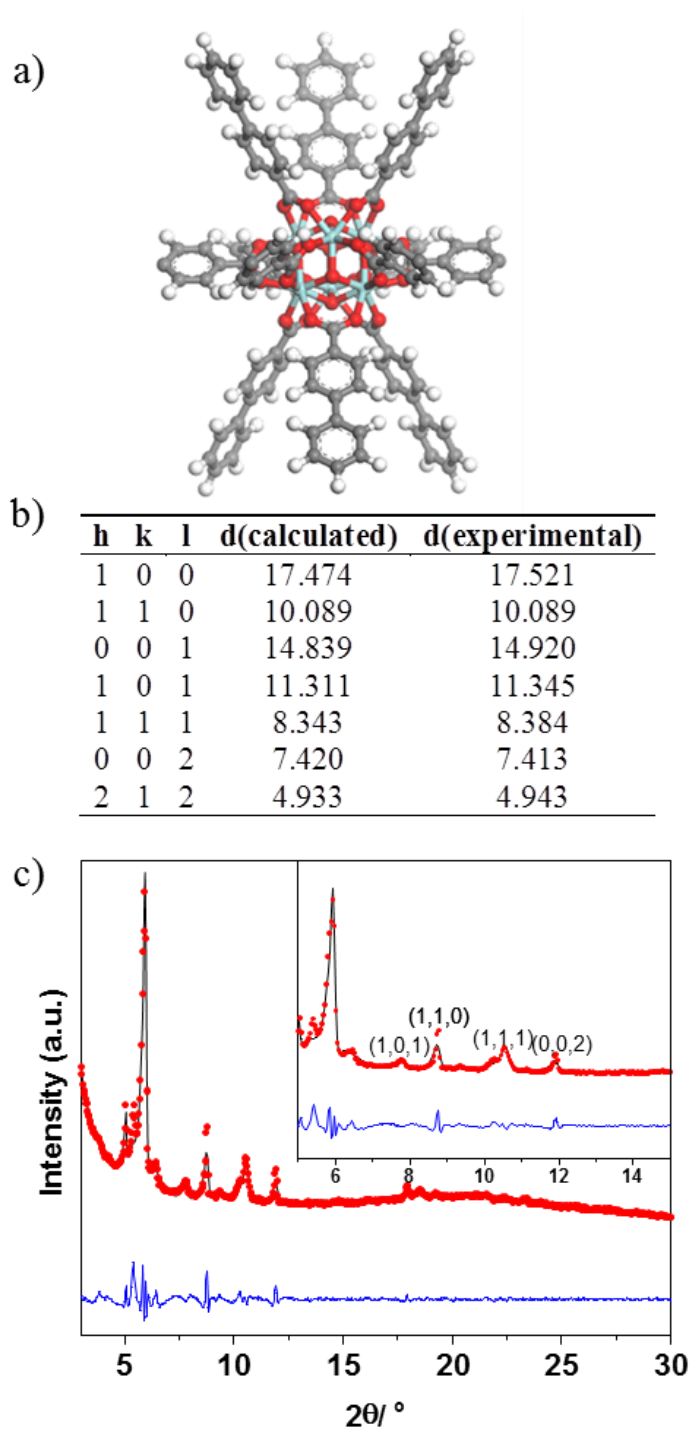 a)
b)
h k l d(calculated) d(experimental)
1 0 0 17.474 17.521
1 1 0 10.089 10.089
0 0 1 14.839 14.920
1 0 1 11.311 11.345
1 1 1 8.343 8.384
0 0 2 7.420 7.413
2 1 2 4.933 4.943
c)
(1,1,0)
(1,0,1) (1,1,1) (0,0,2)
6 8 10 12 14
Intensity (a.u.)
5 10 15 20 25 30
2θ/ °